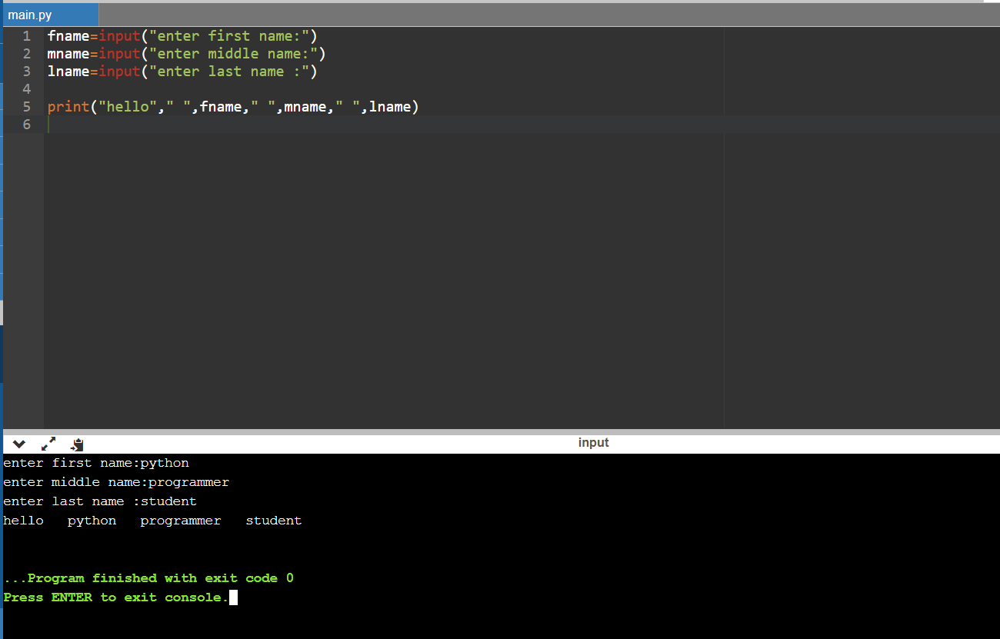 main.py
1 fname=input("enter first name:")
2 mname=input("enter middle name:")
3 lname=input("enter last name :")
4
5 print("hello"," ",fname," ",mname," ",lname)
6
input
enter first name:python
enter middle name:programmer
enter last name :student
hello   python   programmer   student
...Program finished with exit code 0
Press ENTER to exit console.